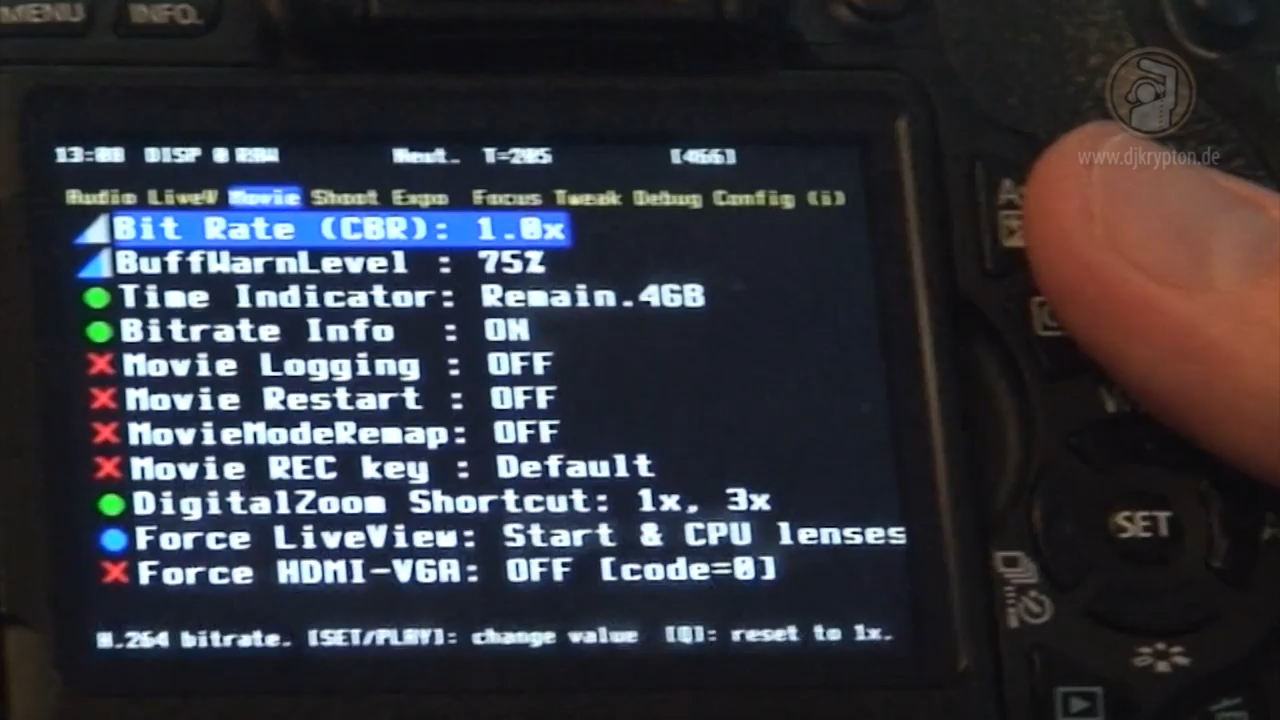 MENU INFO.
www.djkrypton.de
13:00 DISP 0 Neut. T=205 [466]
Audio LiveV Movie Shoot Expo Focus Tweak Debug Config (i)
Bit Rate (CBR): 1.0x
BuffWarnLevel : 75%
Time Indicator: Remain.4GB
Bitrate Info : ON
Movie Logging : OFF
Movie Restart : OFF
MovieModeRemap: OFF
Movie REC key : Default
DigitalZoom Shortcut: 1x, 3x
Force LiveView: Start & CPU lenses
Force HDMI-VGA: OFF [code=0]
H.264 bitrate. [SET/PLAY]: change value [Q]: reset to 1x.
SET